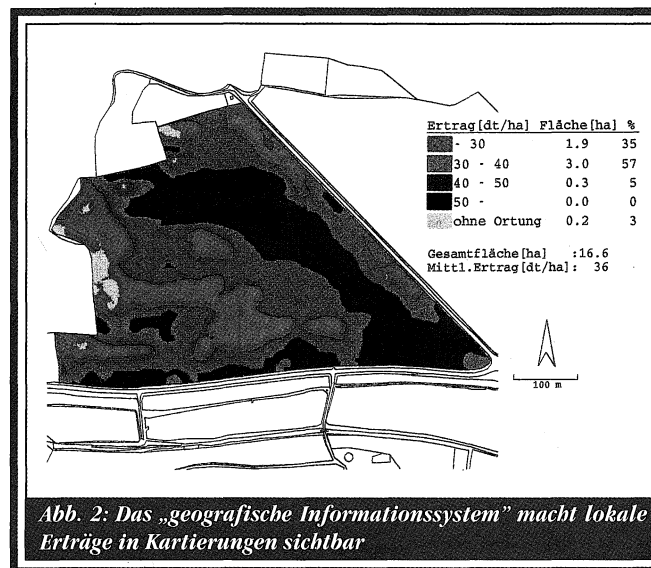 Ertrag[dt/ha] Fläche[ha] %
- 30 1.9 35
30 - 40 3.0 57
40 - 50 0.3 5
50 - 0.0 0
ohne Ortung 0.2 3
Gesamtfläche[ha] :16.6
Mittl.Ertrag[dt/ha]: 36
100 m
Abb. 2: Das „geografische Informationssystem" macht lokale
Erträge in Kartierungen sichtbar